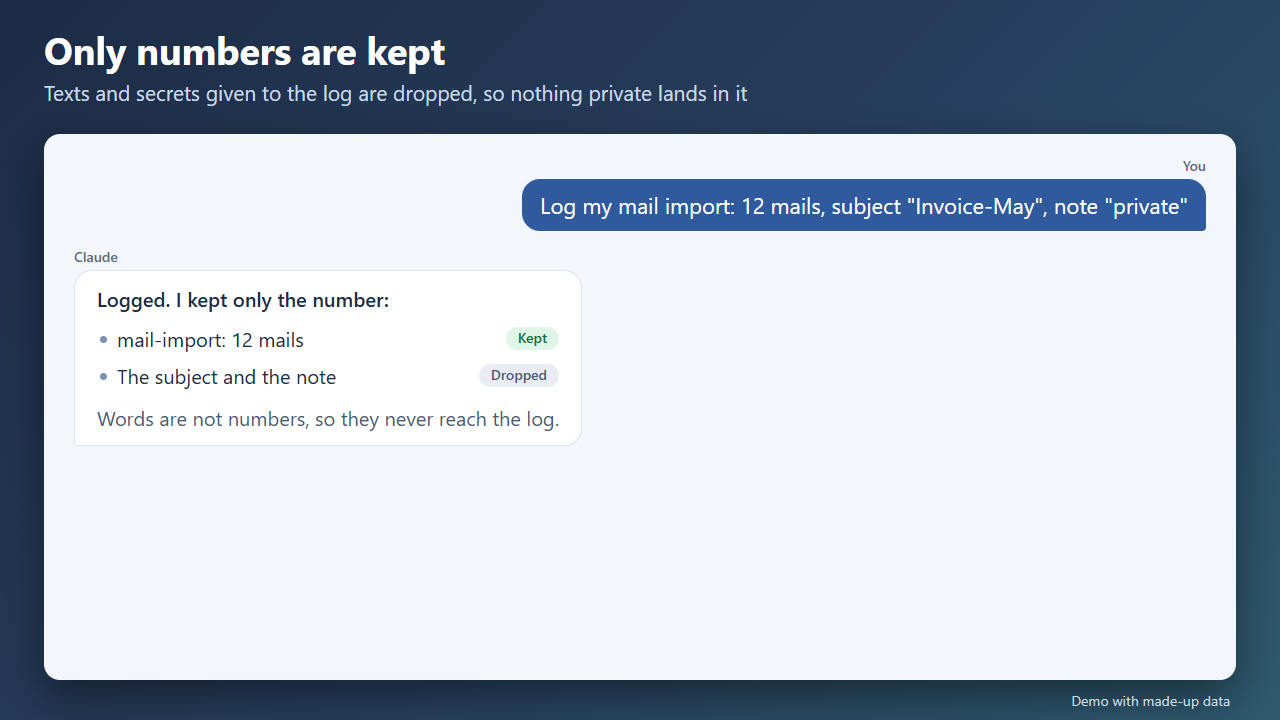 Only numbers are kept
Texts and secrets given to the log are dropped, so nothing private lands in it
You
Log my mail import: 12 mails, subject "Invoice-May", note "private"
Claude
Logged. I kept only the number:
mail-import: 12 mails Kept
The subject and the note Dropped
Words are not numbers, so they never reach the log.
Demo with made-up data